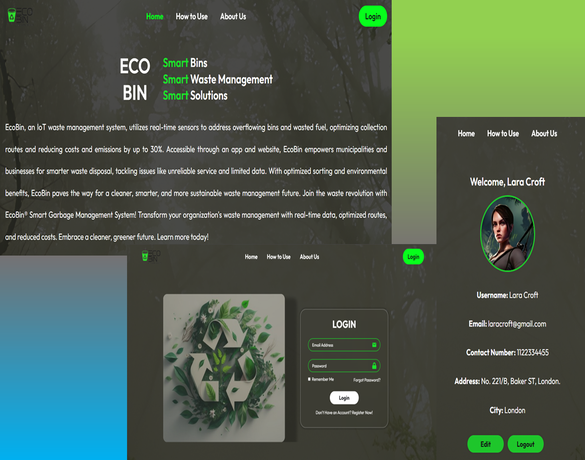 Home How to Use About Us Login
ECO
BIN
Smart Bins
Smart Waste Management
Smart Solutions
EcoBin, an IoT waste management system, utilizes real-time sensors to address overflowing bins and wasted fuel, optimizing collection
routes and reducing costs and emissions by up to 30%. Accessible through an app and website, EcoBin empowers municipalities and
businesses for smarter waste disposal, tackling issues like unreliable service and limited data. With optimized sorting and environmental
benefits, EcoBin paves the way for a cleaner, smarter, and more sustainable waste management future. Join the waste revolution with
EcoBin® Smart Garbage Management System! Transform your organization's waste management with real-time data, optimized routes,
and reduced costs. Embrace a cleaner, greener future. Learn more today!
Home How to Use About Us Login
LOGIN
Email Address
Password
Remember Me Forgot Password?
Login
Don't Have an Account? Register Now!
Home How to Use About Us
Welcome, Lara Croft
Username: Lara Croft
Email: laracroft@gmail.com
Contact Number: 1122334455
Address: No. 221/B, Baker ST, London.
City: London
Edit Logout